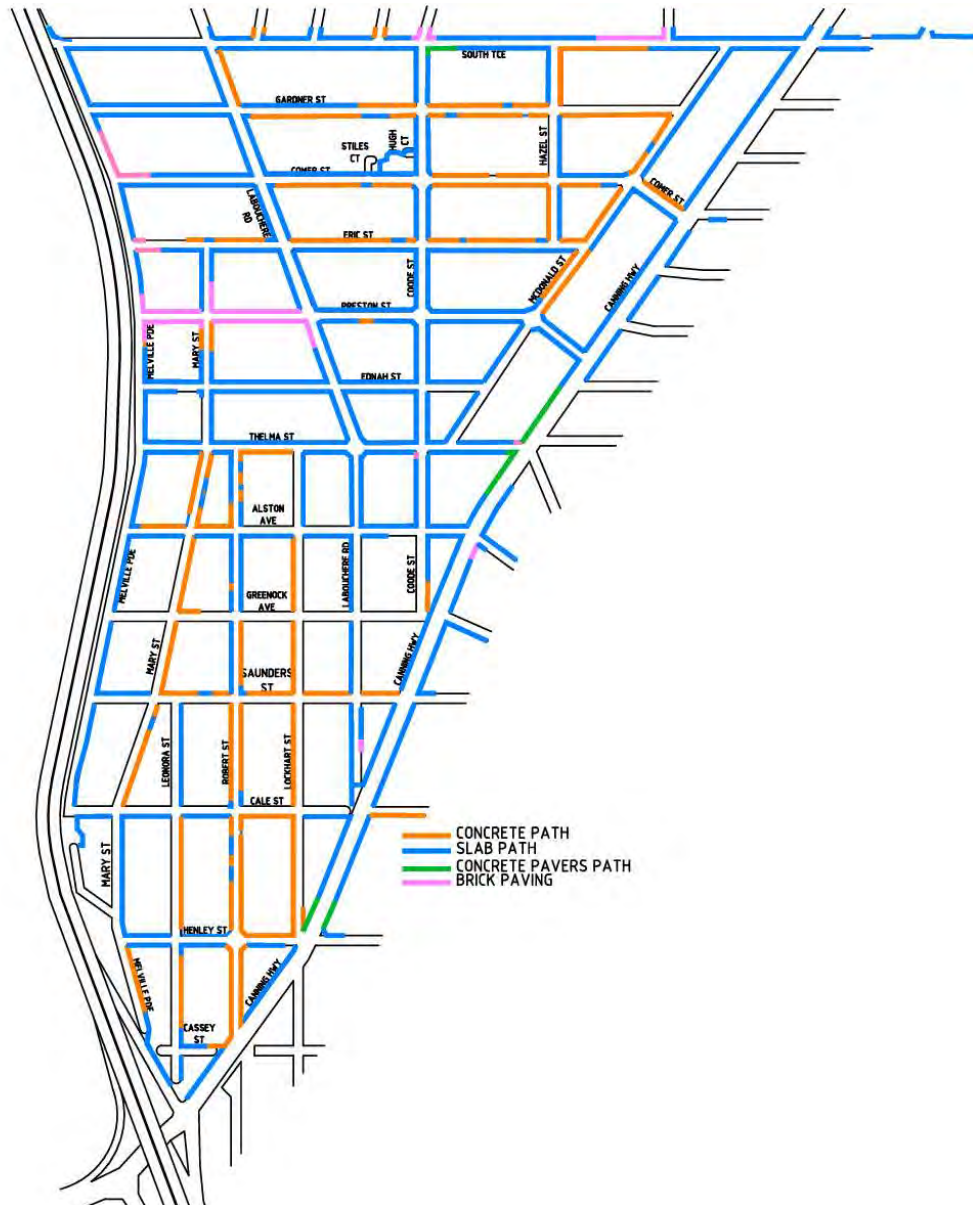 SOUTH TCE
GARDNER ST
HUGH
CT
STILES
CT
HAZEL ST
COMER ST
COMER ST
LABOUCHERE
RD
ERIC ST
COODE ST
MCDONALD ST
CANNING HWY
PRESTON ST
MELVILLE PDE
MARY ST
EDNAH ST
THELMA ST
ALSTON
AVE
MELVILLE PDE
LABOUCHERE RD
COODE ST
GREENOCK
AVE
MARY ST
SAUNDERS
ST
CANNING HWY
LEONORA ST
ROBERT ST
LOCKHART ST
CALE ST
MARY ST
CONCRETE PATH
SLAB PATH
CONCRETE PAVERS PATH
BRICK PAVING
HENLEY ST
MELVILLE PDE
CANNING HWY
CASSEY
ST